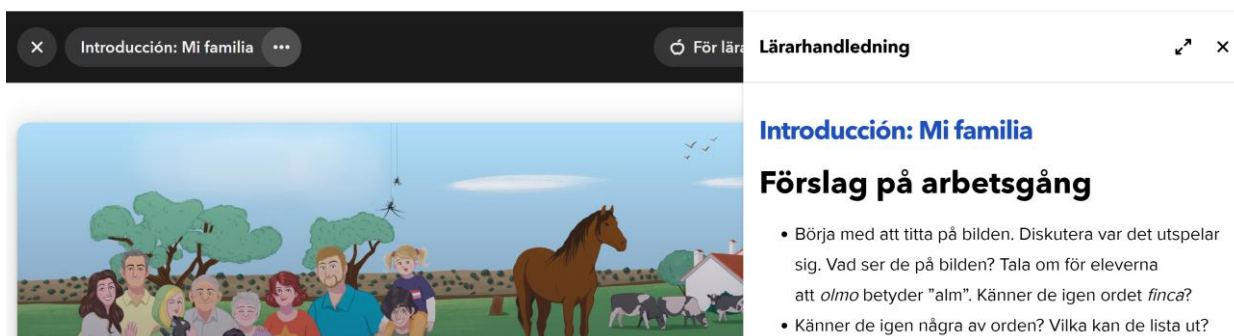 Introducción: Mi familia
För lära
Lärarhandledning
Introducción: Mi familia
Förslag på arbetsgång
• Börja med att titta på bilden. Diskutera var det utspelar
sig. Vad ser de på bilden? Tala om för eleverna
att olmo betyder ”alm”. Känner de igen ordet finca?
• Känner de igen några av orden? Vilka kan de lista ut?